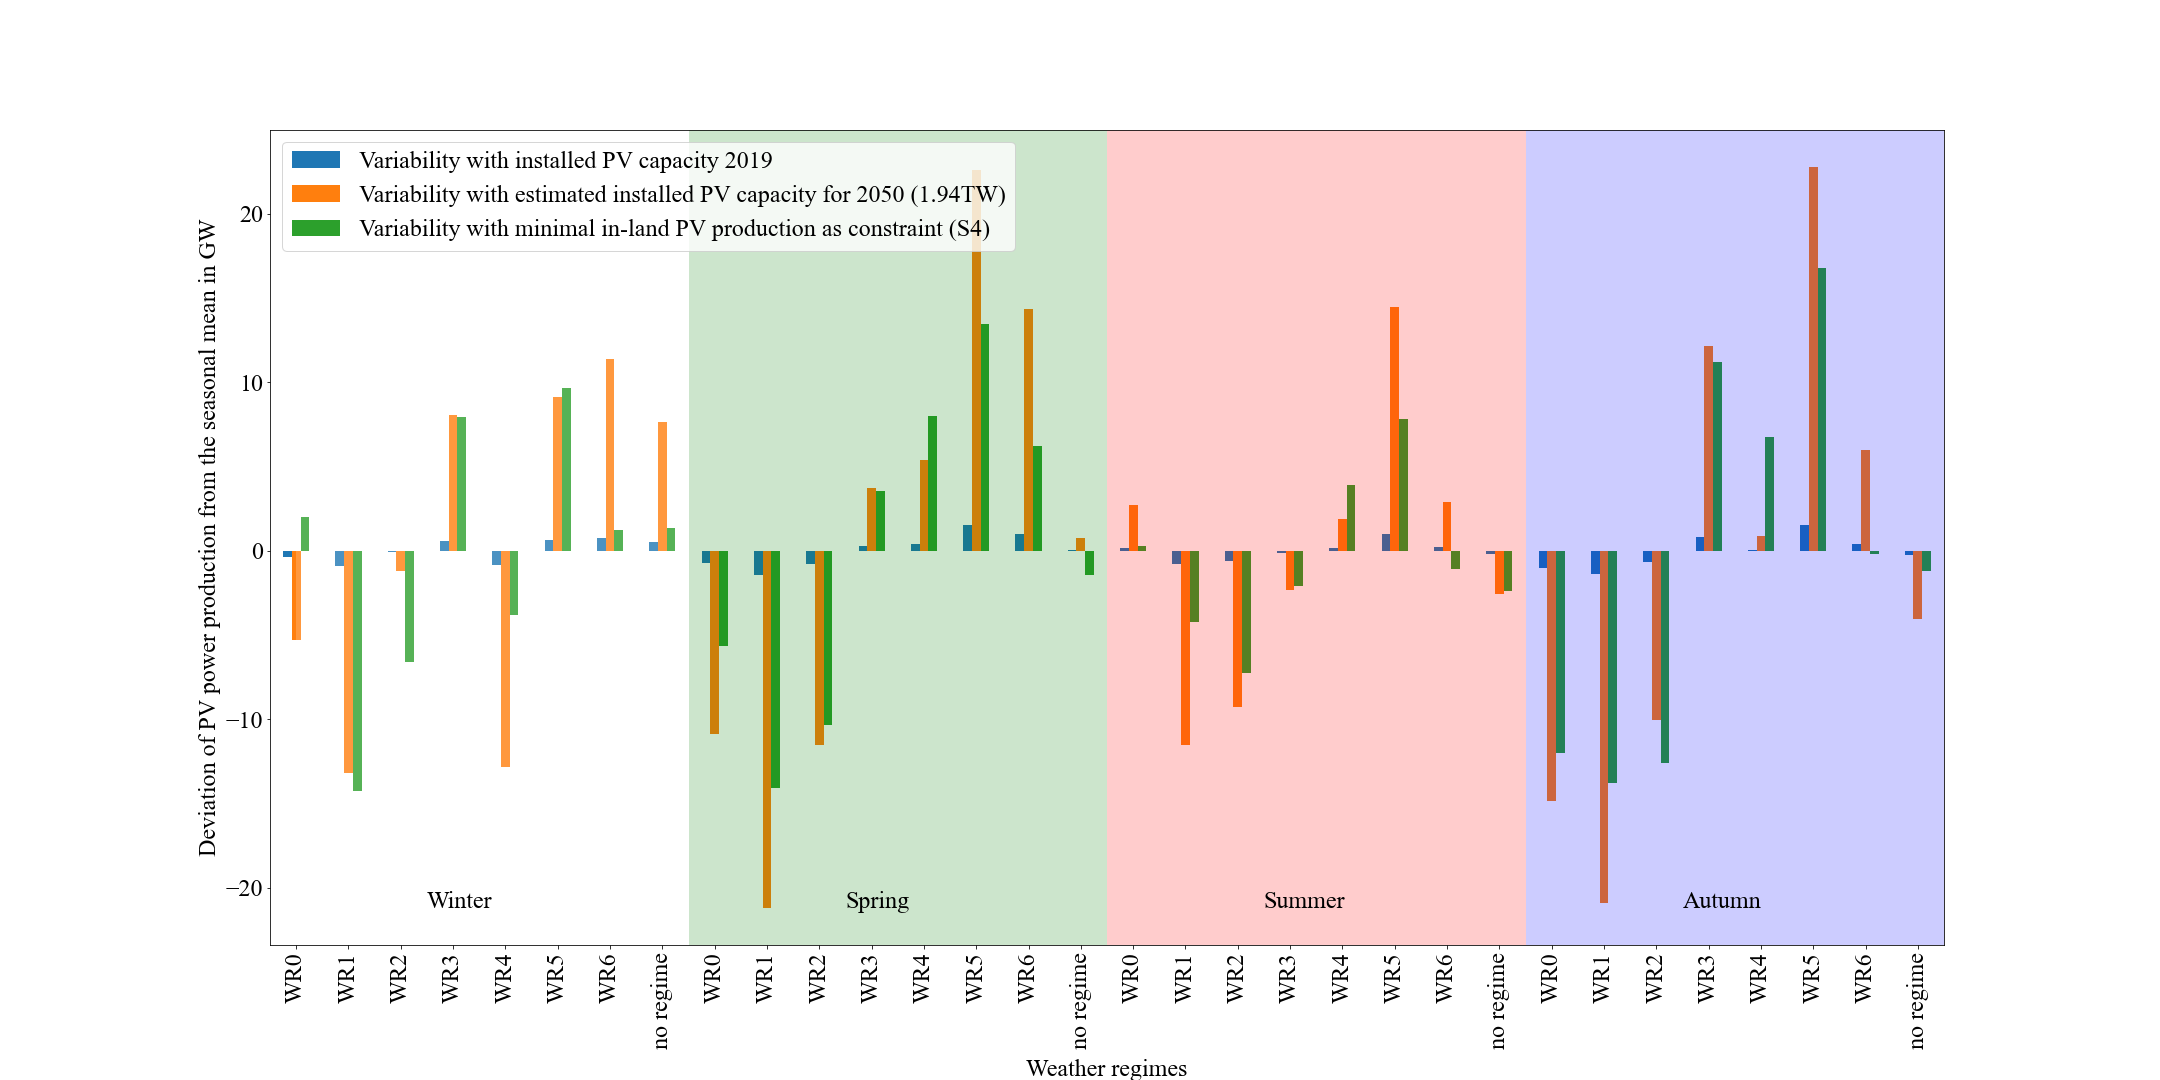 Variability with installed PV capacity 2019
Variability with estimated installed PV capacity for 2050 (1.94TW)
Variability with minimal in-land PV production as constraint (S4)
Deviation of PV power production from the seasonal mean in GW
20
10
0
−10
−20
Winter
Spring
Summer
Autumn
WR0
WR1
WR2
WR3
WR4
WR5
WR6
no regime
WR0
WR1
WR2
WR3
WR4
WR5
WR6
no regime
WR0
WR1
WR2
WR3
WR4
WR5
WR6
no regime
WR0
WR1
WR2
WR3
WR4
WR5
WR6
no regime
Weather regimes